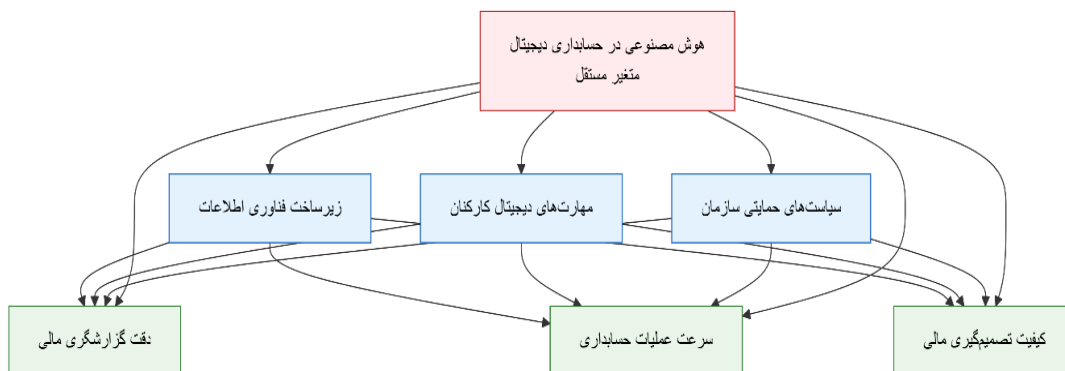 هوش مصنوعی در حسابداری دیجیتال
متغیر مستقل
سیاست‌های حمایتی سازمان
مهارت‌های دیجیتال کارکنان
زیرساخت فناوری اطلاعات
کیفیت تصمیم‌گیری مالی
سرعت عملیات حسابداری
دقت گزارشگری مالی